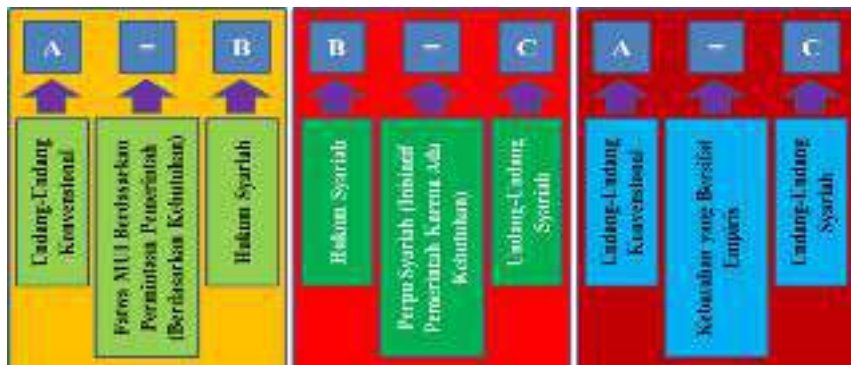 A
=
B
Undang-Undang
Konvensional
Fatwa MUI Berdasarkan
Permintaan Pemerintah
(Berdasarkan Kebutuhan)
Hukum Syariah
B
=
C
Hukum Syariah
Perpu Syariah (Inisiatif
Pemerintah Karena Ada
Kebutuhan)
Undang-Undang
Syariah
A
=
C
Undang-Undang
Konvensional
Kebutuhan yang Bersifat
Empiris
Undang-Undang
Syariah